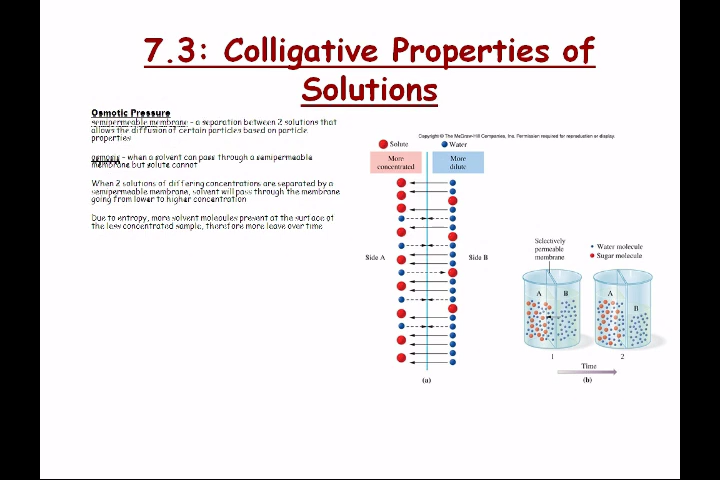 7.3: Colligative Properties of
Solutions
Osmotic Pressure
semipermeable membrane - a separation between 2 solutions that
allows the diffusion of certain particles based on particle
properties
osmosis - when a solvent can pass through a semipermeable
membrane but solute cannot
When 2 solutions of differing concentrations are separated by a
semipermeable membrane, solvent will pass through the membrane
going from lower to higher concentration
Due to entropy, more solvent molecules present at the surface of
the less concentrated sample, therefore more leave over time
Copyright © The McGraw-Hill Companies, Inc. Permission required for reproduction or display.
Solute
Water
More
concentrated
More
dilute
Side A
Side B
(a)
Selectively
permeable
membrane
Water molecule
Sugar molecule
A
B
A
B
1
2
Time
(b)